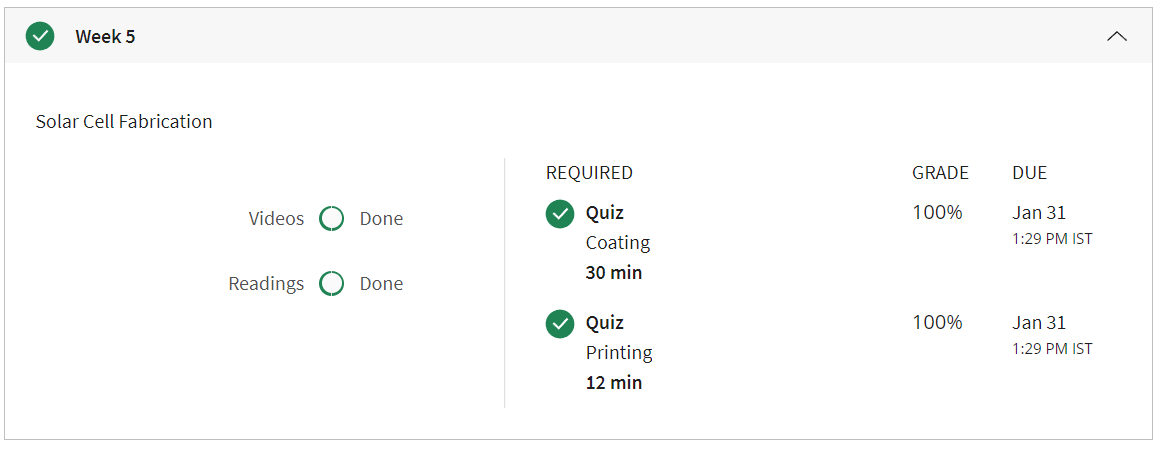 Week 5
Solar Cell Fabrication
Videos Done
Readings Done
REQUIRED GRADE DUE
Quiz 100% Jan 31
Coating 1:29 PM IST
30 min
Quiz 100% Jan 31
Printing 1:29 PM IST
12 min